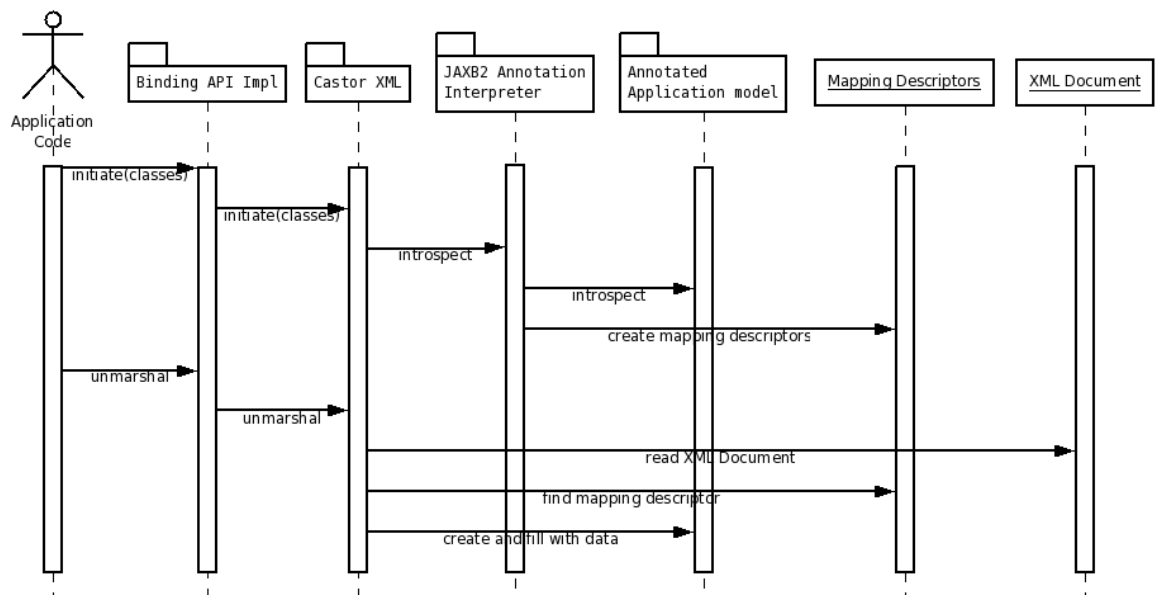 Application
Code
Binding API Impl
Castor XML
JAXB2 Annotation
Interpreter
Annotated
Application model
Mapping Descriptors
XML Document
initiate(classes)
initiate(classes)
introspect
introspect
create mapping descriptors
unmarshal
unmarshal
read XML Document
find mapping descriptor
create and fill with data